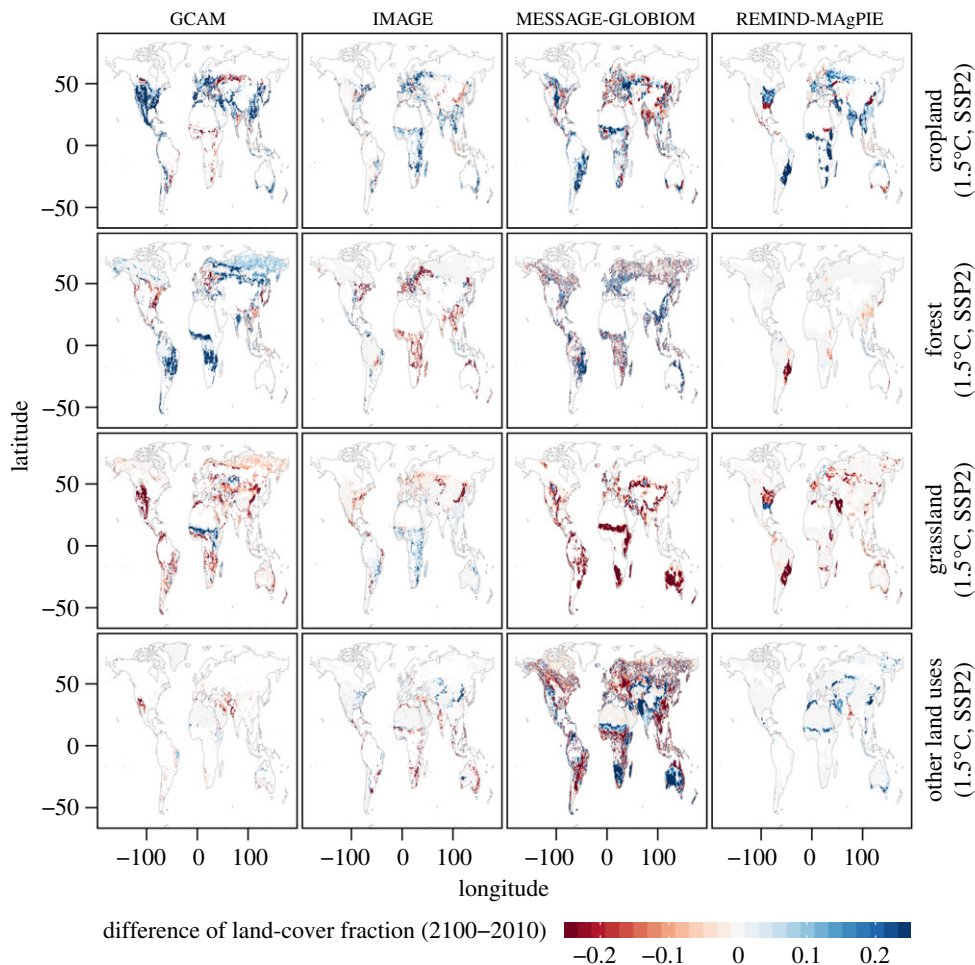 GCAM IMAGE MESSAGE-GLOBIOM REMIND-MAgPIE
50
0
−50
cropland
(1.5°C, SSP2)
50
0
−50
forest
(1.5°C, SSP2)
latitude
50
0
−50
grassland
(1.5°C, SSP2)
50
0
−50
other land uses
(1.5°C, SSP2)
−100 0 100 −100 0 100 −100 0 100 −100 0 100
longitude
difference of land-cover fraction (2100–2010)
−0.2 −0.1 0 0.1 0.2